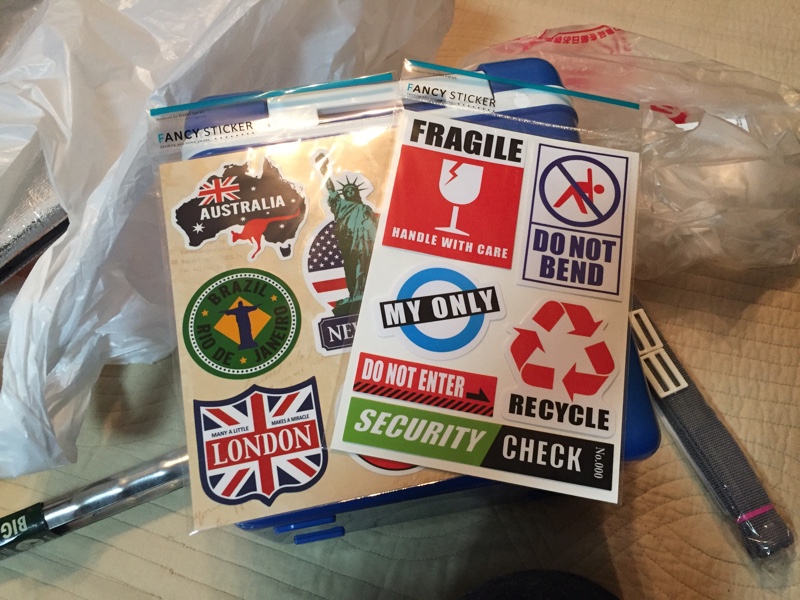 FANCY STICKER
AUSTRALIA
BRAZIL
RIO DE JANEIRO
NEW
MANY A LITTLE
MAKES A MIRACLE
LONDON
FANCY STICKER
FRAGILE
HANDLE WITH CARE
DO NOT
BEND
MY ONLY
DO NOT ENTER
RECYCLE
SECURITY CHECK
No.000
BIG